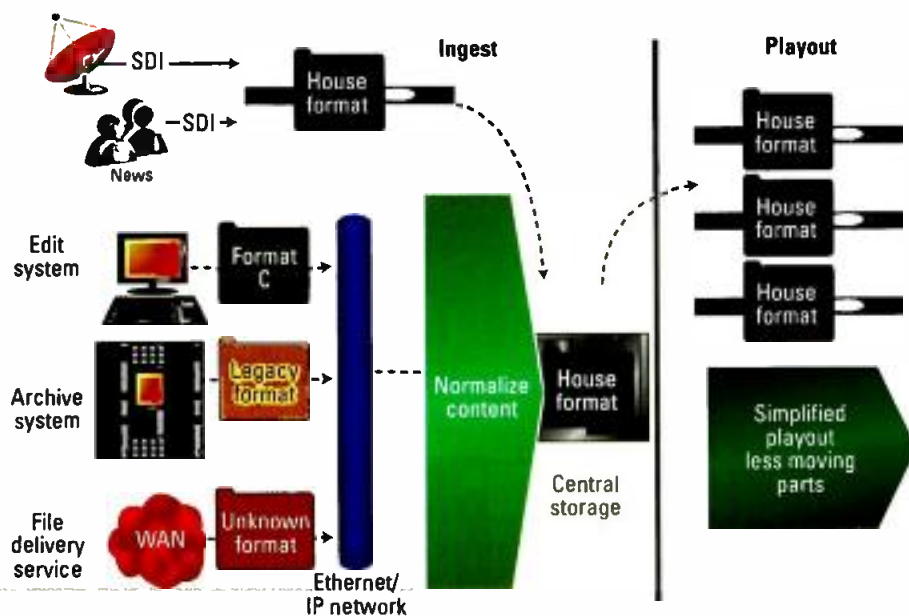 Ingest
Playout
SDI
House
format
SDI
News
House
format
House
format
House
format
Edit
system
Format
C
Archive
system
Legacy
format
Normalize
content
House
format
Central
storage
Simplified
playout
less moving
parts
File
delivery
service
WAN
Unknown
format
Ethernet/
IP network